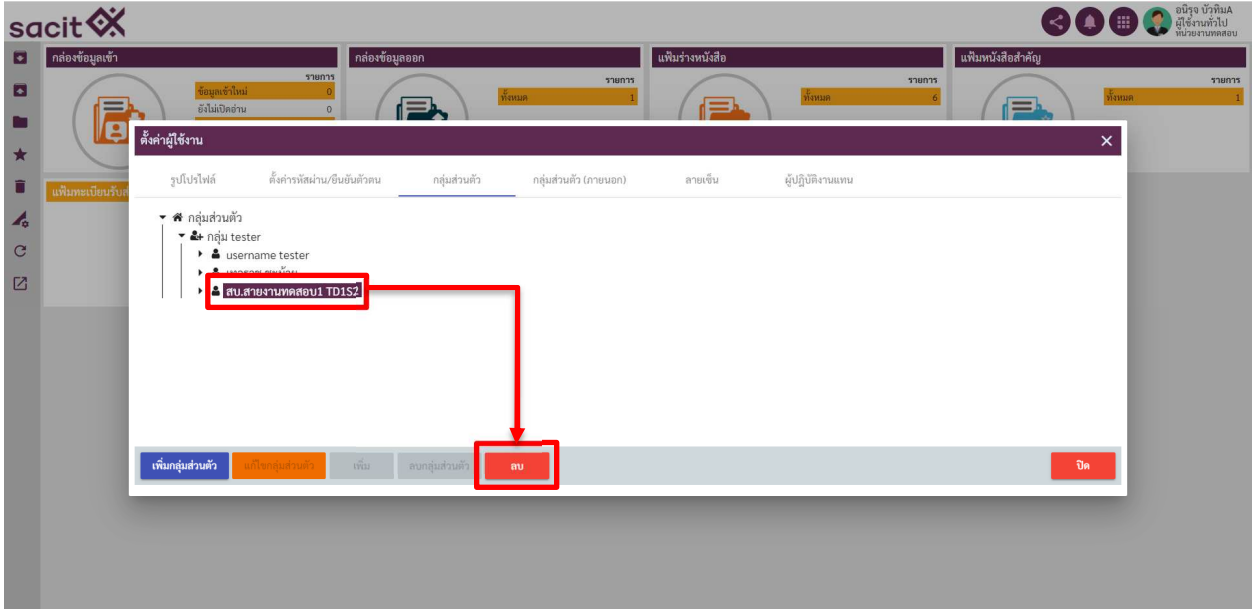 sacit
อนิรุจ บัวทิมA
ผู้ใช้งานทั่วไป
หน่วยงานทดสอบ
กล่องข้อมูลเข้า
กล่องข้อมูลออก
แฟ้มร่างหนังสือ
แฟ้มหนังสือสำคัญ
รายการ
ข้อมูลเข้าใหม่ 0
ยังไม่เปิดอ่าน 0
รายการ
ทั้งหมด 1
รายการ
ทั้งหมด 6
รายการ
ทั้งหมด 1
แฟ้มทะเบียนรับส
ตั้งค่าผู้ใช้งาน
รูปโปรไฟล์
ตั้งค่ารหัสผ่าน/ยืนยันตัวตน
กลุ่มส่วนตัว
กลุ่มส่วนตัว (ภายนอก)
ลายเซ็น
ผู้ปฏิบัติงานแทน
กลุ่มส่วนตัว
กลุ่ม tester
username tester
สบ.สายงานทดสอบ1 TD1S2
เพิ่มกลุ่มส่วนตัว
แก้ไขกลุ่มส่วนตัว
เพิ่ม
ลบกลุ่มส่วนตัว
ลบ
ปิด